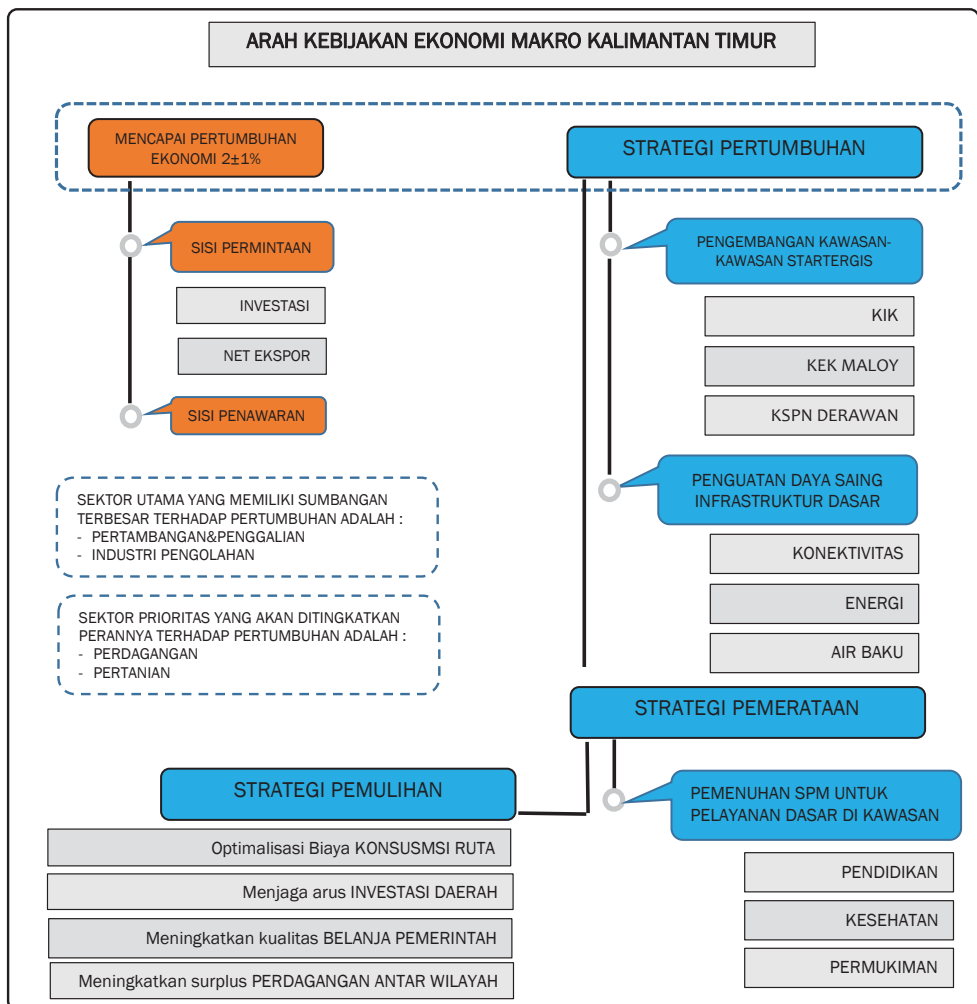 ARAH KEBIJAKAN EKONOMI MAKRO KALIMANTAN TIMUR
MENCAPAI PERTUMBUHAN
EKONOMI 2±1%
SISI PERMINTAAN
INVESTASI
NET EKSPOR
SISI PENAWARAN
SEKTOR UTAMA YANG MEMILIKI SUMBANGAN
TERBESAR TERHADAP PERTUMBUHAN ADALAH :
- PERTAMBANGAN&PENGGALIAN
- INDUSTRI PENGOLAHAN
SEKTOR PRIORITAS YANG AKAN DITINGKATKAN
PERANNYA TERHADAP PERTUMBUHAN ADALAH :
- PERDAGANGAN
- PERTANIAN
STRATEGI PERTUMBUHAN
PENGEMBANGAN KAWASAN-
KAWASAN STARTERGIS
KIK
KEK MALOY
KSPN DERAWAN
PENGUATAN DAYA SAING
INFRASTRUKTUR DASAR
KONEKTIVITAS
ENERGI
AIR BAKU
STRATEGI PEMERATAAN
PEMENUHAN SPM UNTUK
PELAYANAN DASAR DI KAWASAN
PENDIDIKAN
KESEHATAN
PERMUKIMAN
STRATEGI PEMULIHAN
Optimalisasi Biaya KONSUSMSI RUTA
Menjaga arus INVESTASI DAERAH
Meningkatkan kualitas BELANJA PEMERINTAH
Meningkatkan surplus PERDAGANGAN ANTAR WILAYAH